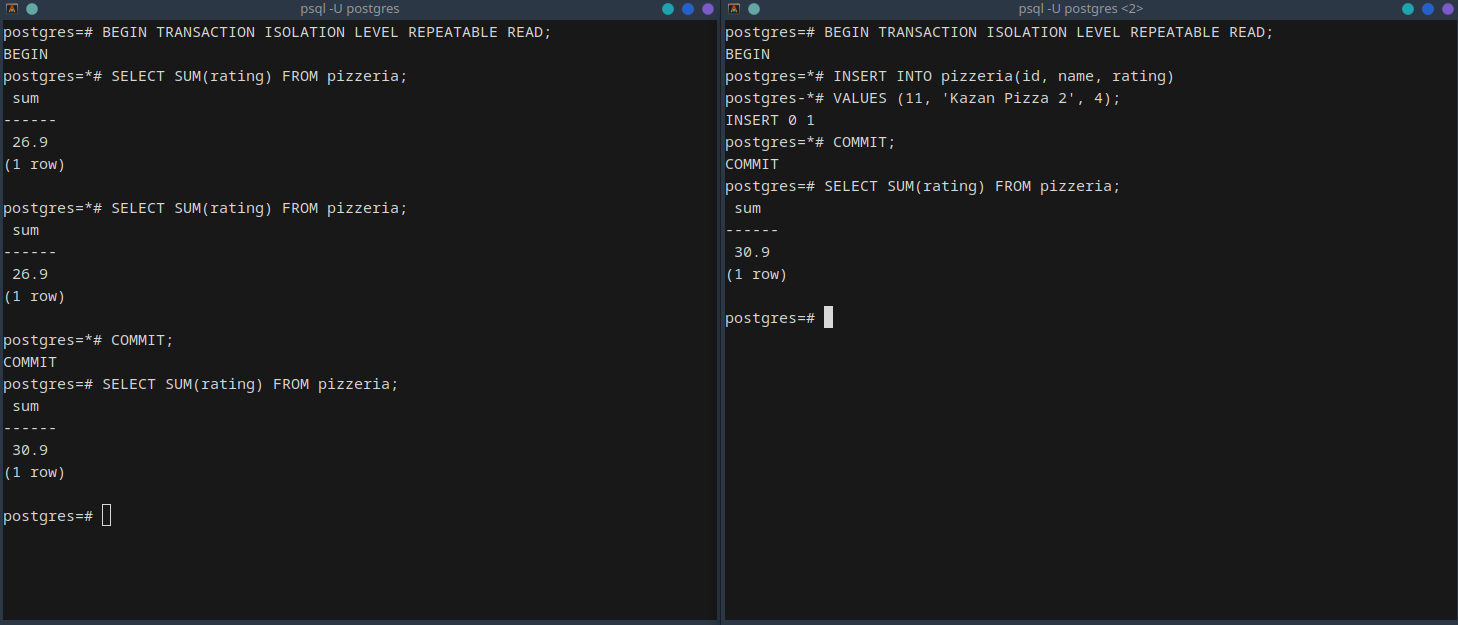 psql -U postgres
postgres=# BEGIN TRANSACTION ISOLATION LEVEL REPEATABLE READ;
BEGIN
postgres=*# SELECT SUM(rating) FROM pizzeria;
 sum
------
 26.9
(1 row)

postgres=*# SELECT SUM(rating) FROM pizzeria;
 sum
------
 26.9
(1 row)

postgres=*# COMMIT;
COMMIT
postgres=# SELECT SUM(rating) FROM pizzeria;
 sum
------
 30.9
(1 row)

postgres=#
psql -U postgres <2>
postgres=# BEGIN TRANSACTION ISOLATION LEVEL REPEATABLE READ;
BEGIN
postgres=*# INSERT INTO pizzeria(id, name, rating)
postgres-*# VALUES (11, 'Kazan Pizza 2', 4);
INSERT 0 1
postgres=*# COMMIT;
COMMIT
postgres=# SELECT SUM(rating) FROM pizzeria;
 sum
------
 30.9
(1 row)

postgres=#